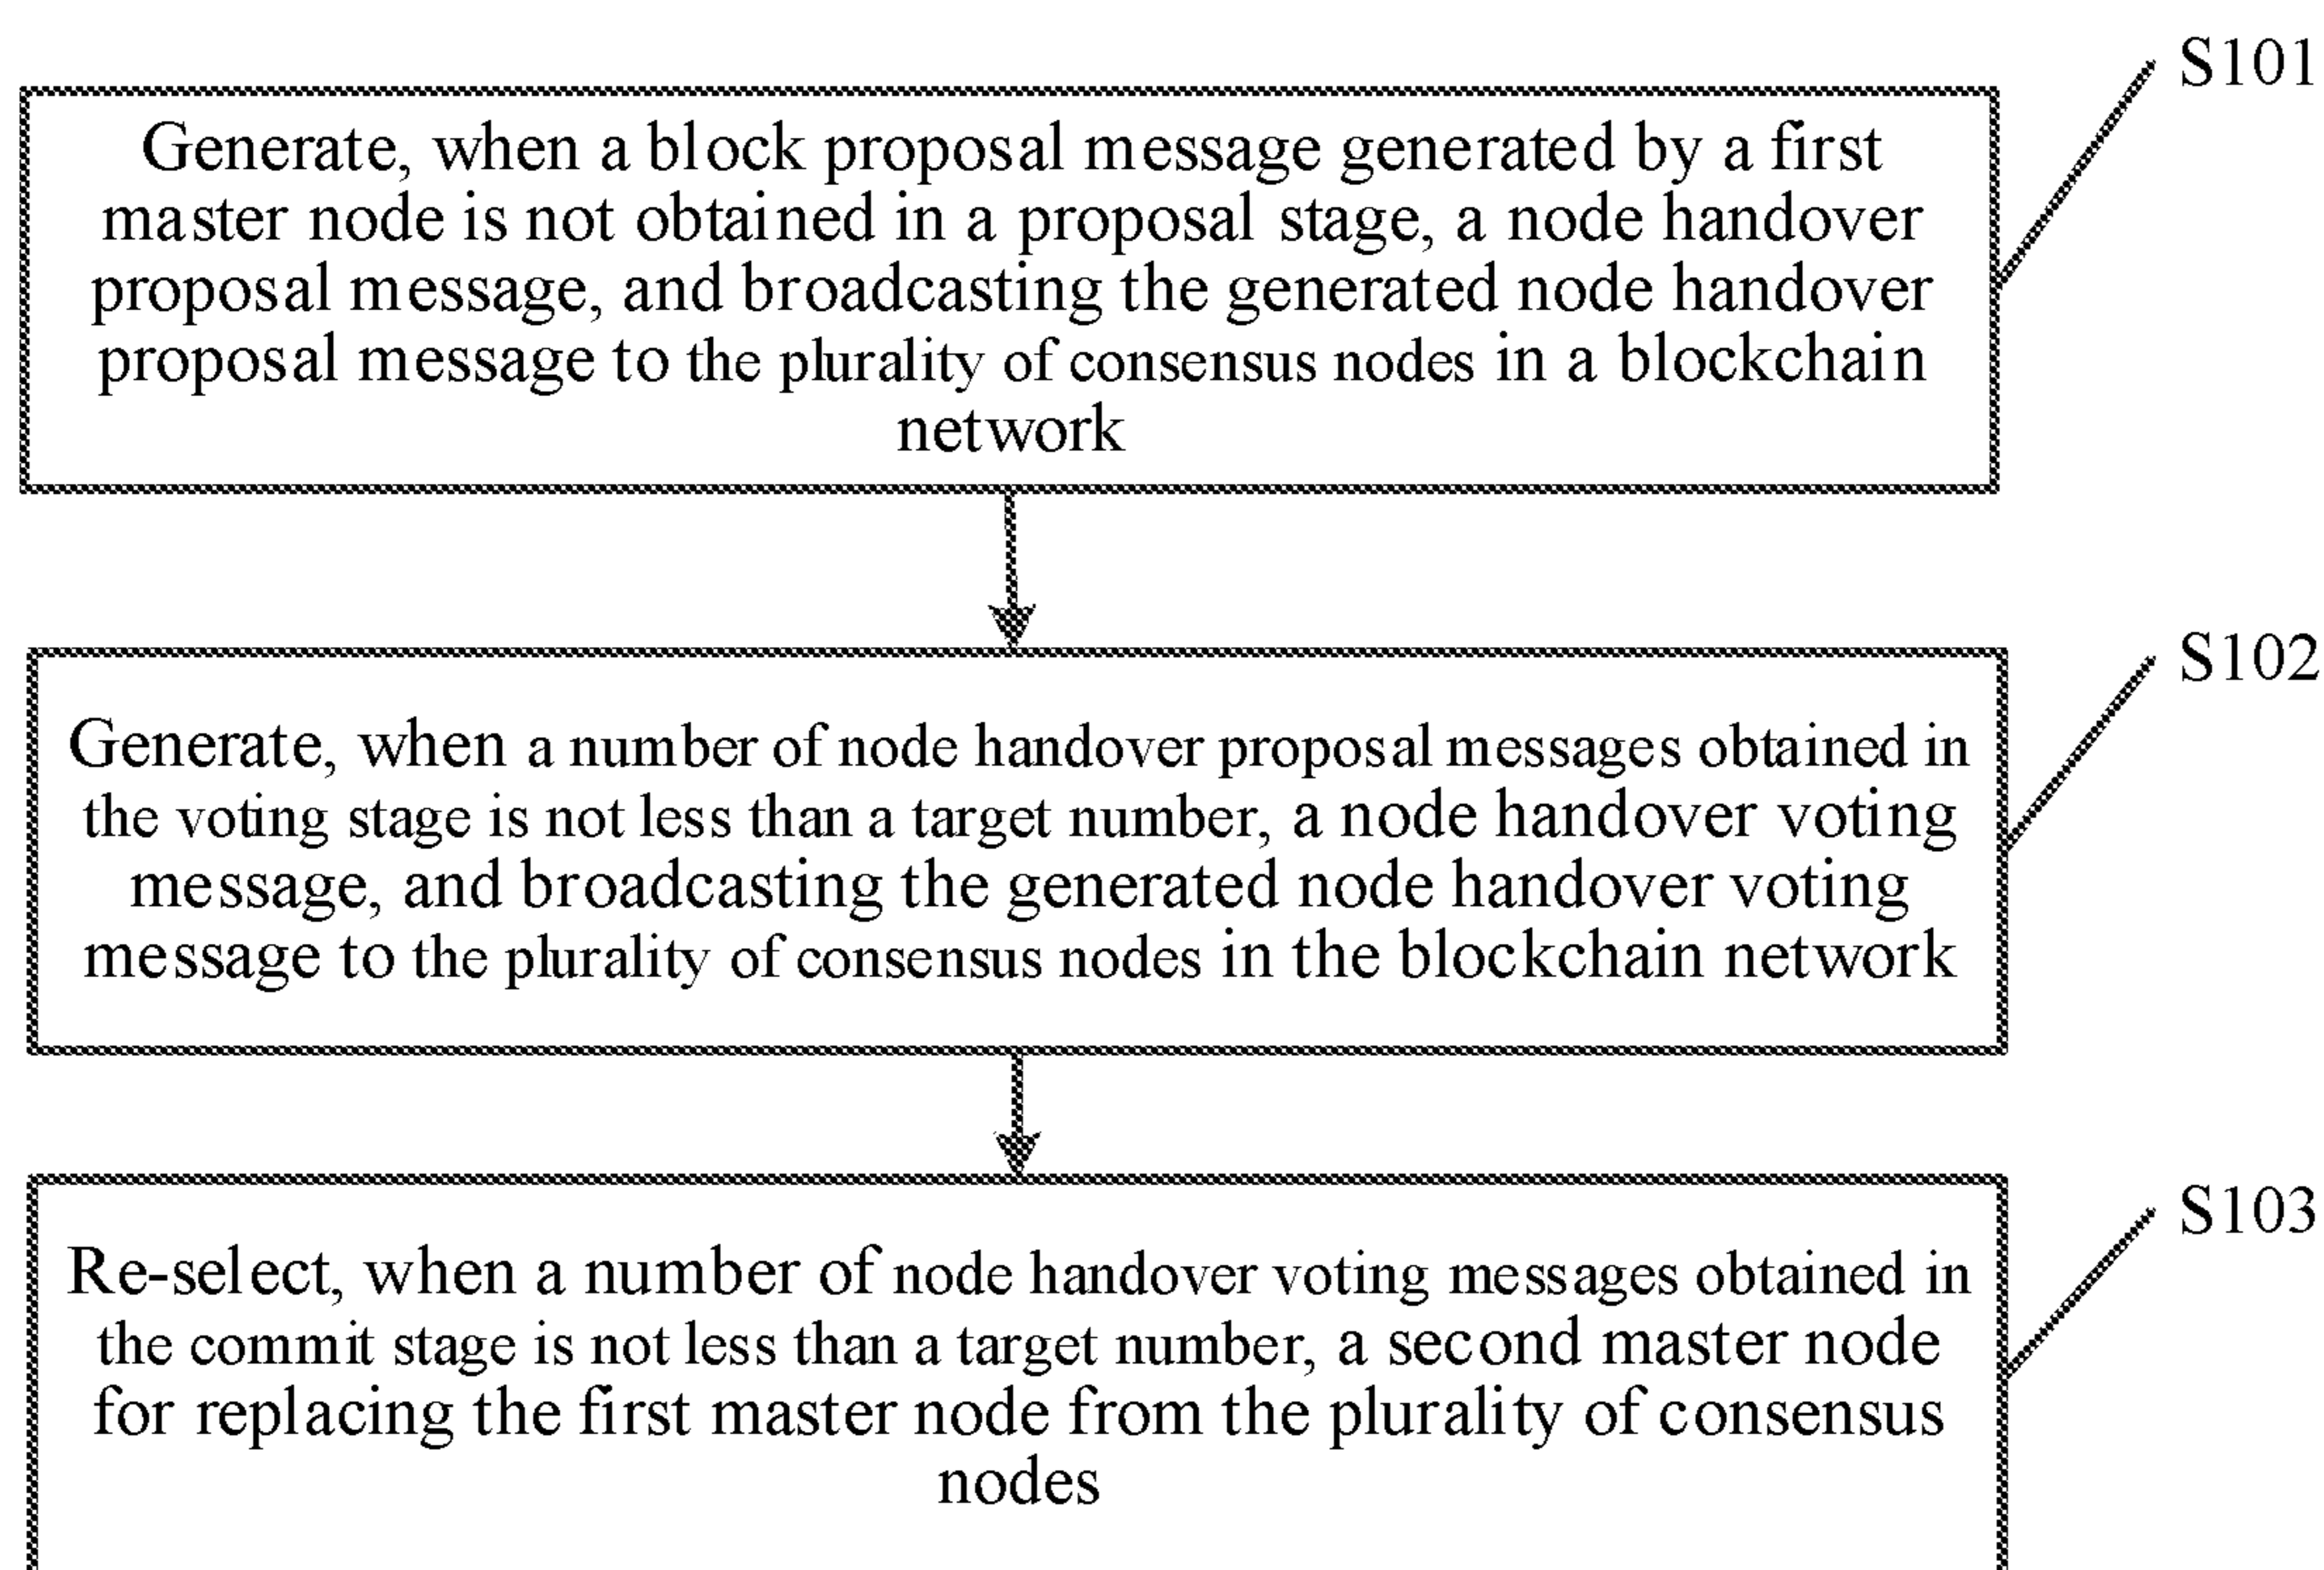 S101
Generate, when a block proposal message generated by a first
master node is not obtained in a proposal stage, a node handover
proposal message, and broadcasting the generated node handover
proposal message to the plurality of consensus nodes in a blockchain
network
S102
Generate, when a number of node handover proposal messages obtained in
the voting stage is not less than a target number, a node handover voting
message, and broadcasting the generated node handover voting
message to the plurality of consensus nodes in the blockchain network
S103
Re-select, when a number of node handover voting messages obtained in
the commit stage is not less than a target number, a second master node
for replacing the first master node from the plurality of consensus
nodes